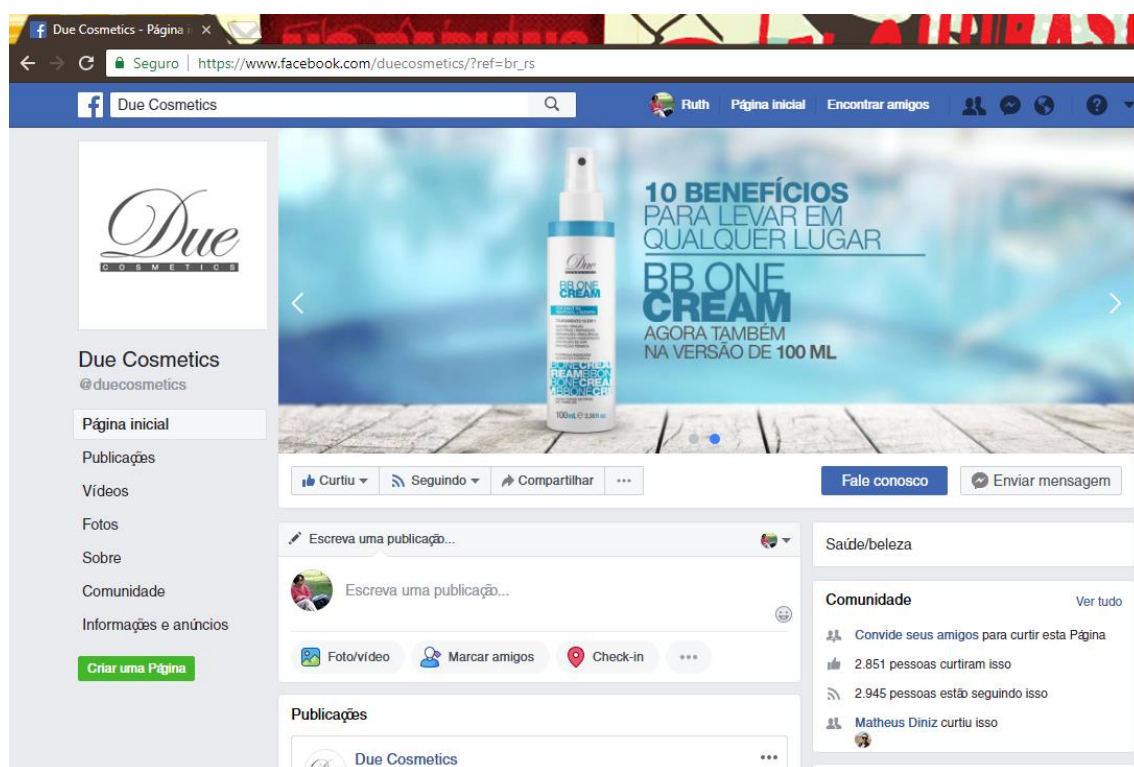 Due Cosmetics - Página i
Seguro | https://www.facebook.com/duecosmetics/?ref=br_rs
Due Cosmetics
Ruth
Página inicial
Encontrar amigos
Due
COSMETICS
Due Cosmetics
@duecosmetics
Página inicial
Publicações
Vídeos
Fotos
Sobre
Comunidade
Informações e anúncios
Criar uma Página
Due
BB ONE
CREAM
100mL
10 BENEFÍCIOS
PARA LEVAR EM
QUALQUER LUGAR
BB ONE
CREAM
AGORA TAMBÉM
NA VERSÃO DE 100 ML
Curtiu
Seguindo
Compartilhar
Fale conosco
Enviar mensagem
Escreva uma publicação...
Escreva uma publicação...
Foto/vídeo
Marcar amigos
Check-in
Publicações
Due Cosmetics
Saúde/beleza
Comunidade
Ver tudo
Convide seus amigos para curtir esta Página
2.851 pessoas curtiram isso
2.945 pessoas estão seguindo isso
Matheus Diniz curtiu isso